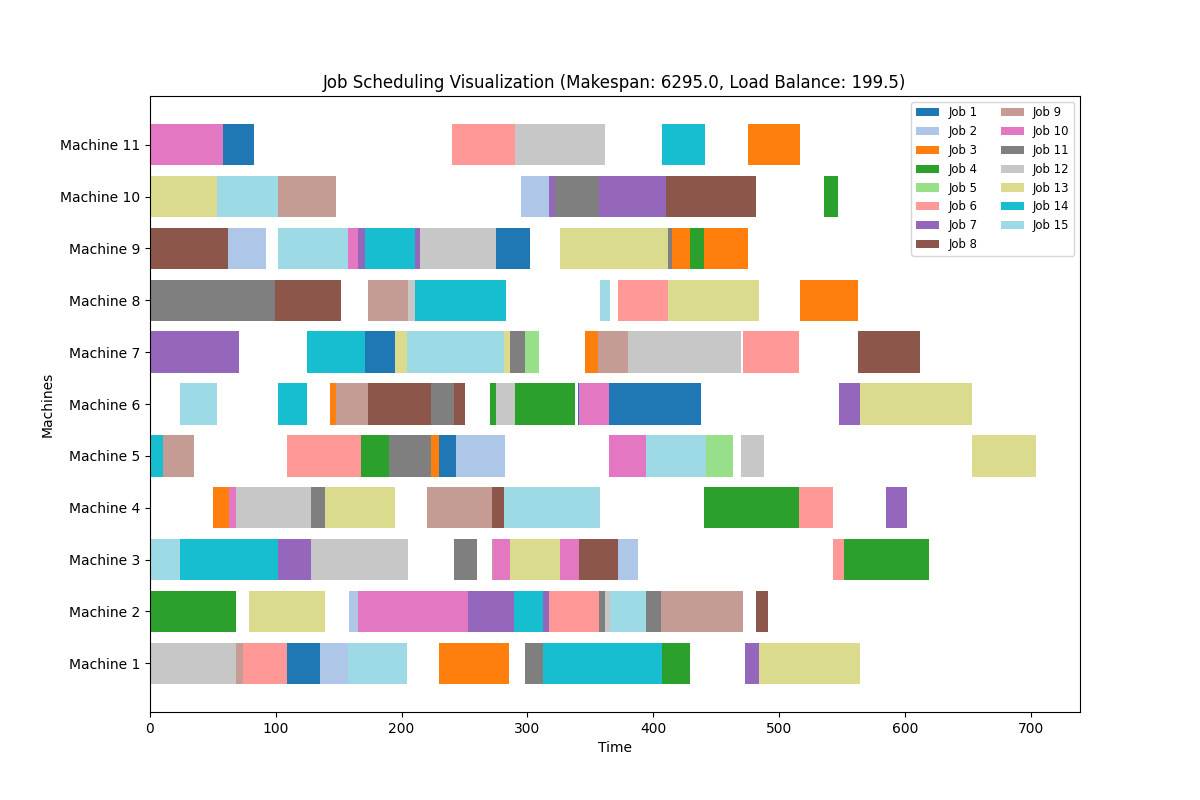 Job Scheduling Visualization (Makespan: 6295.0, Load Balance: 199.5)
Machine 11
Machine 10
Machine 9
Machine 8
Machine 7
Machine 6
Machine 5
Machine 4
Machine 3
Machine 2
Machine 1
Machines
0 100 200 300 400 500 600 700
Time
Job 1
Job 2
Job 3
Job 4
Job 5
Job 6
Job 7
Job 8
Job 9
Job 10
Job 11
Job 12
Job 13
Job 14
Job 15